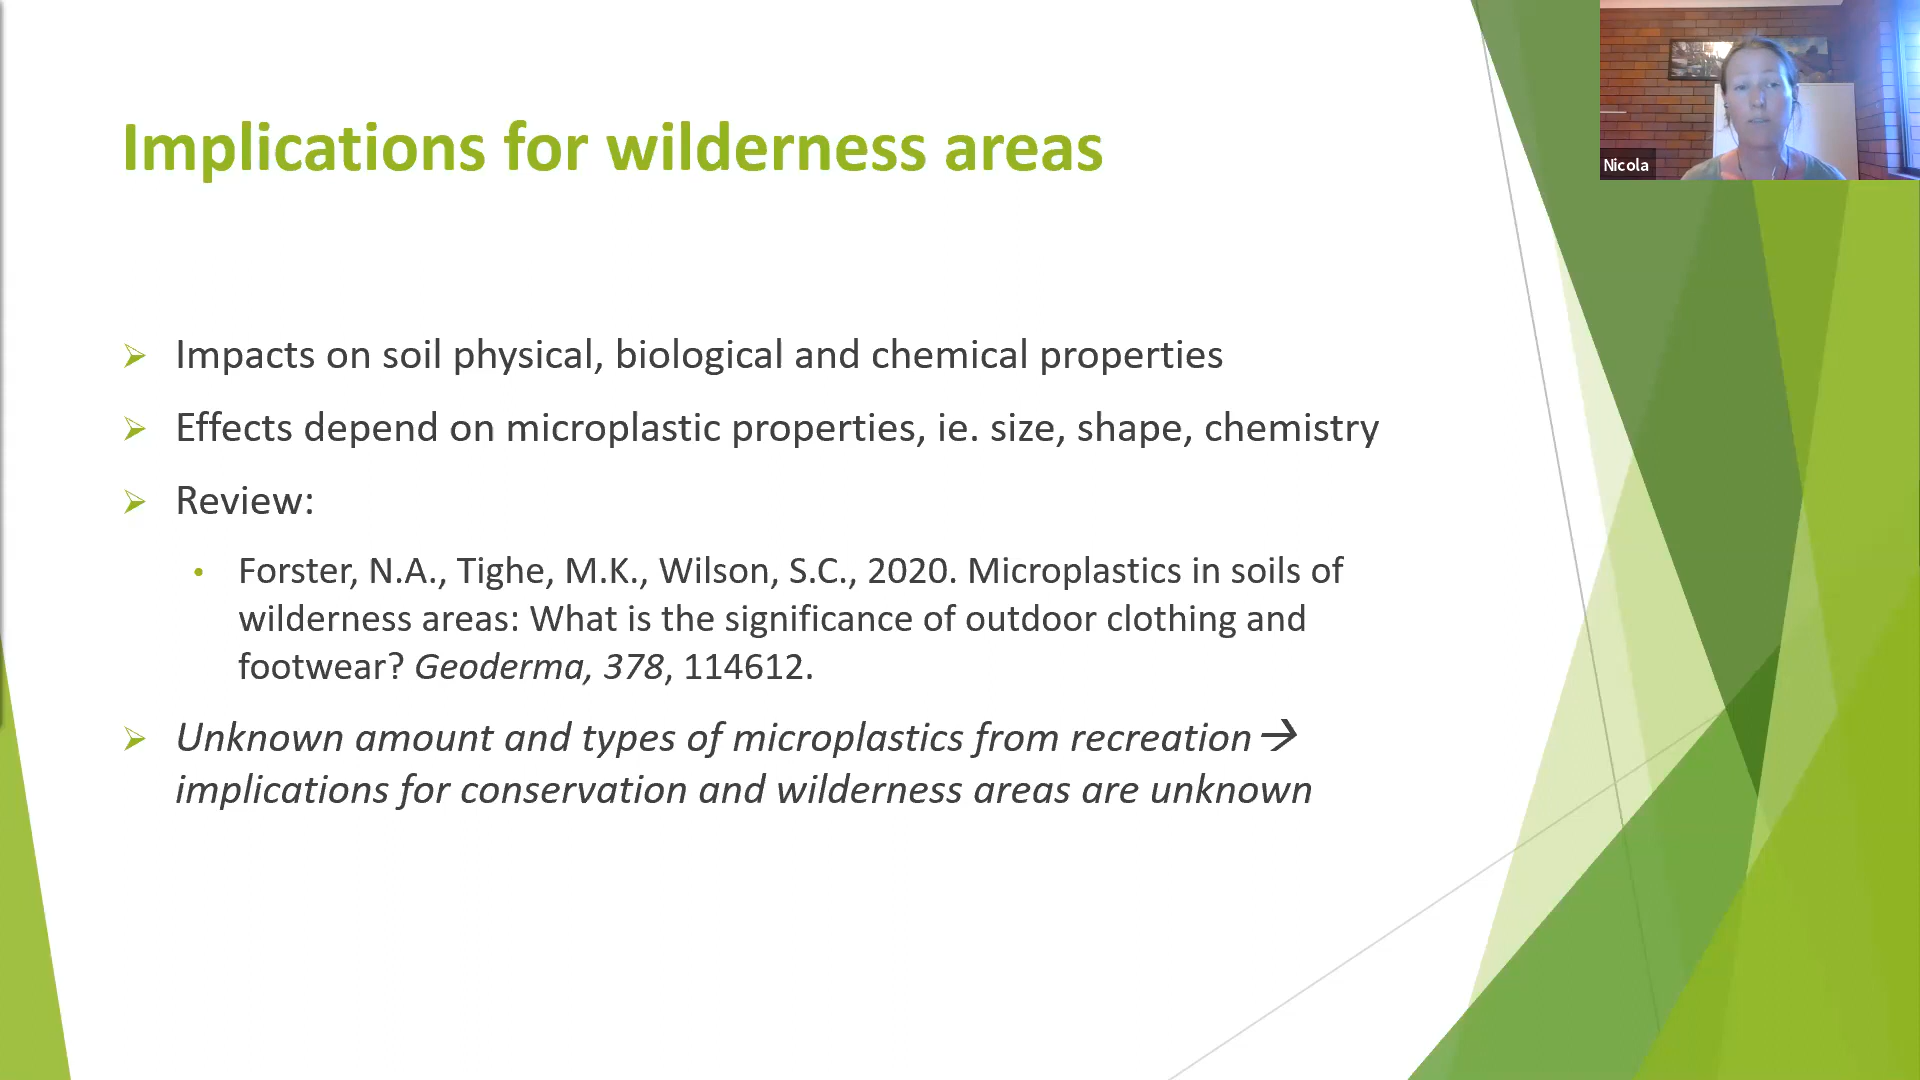 Implications for wilderness areas
Nicola
Impacts on soil physical, biological and chemical properties
Effects depend on microplastic properties, ie. size, shape, chemistry
Review:
Forster, N.A., Tighe, M.K., Wilson, S.C., 2020. Microplastics in soils of
wilderness areas: What is the significance of outdoor clothing and
footwear? Geoderma, 378, 114612.
Unknown amount and types of microplastics from recreation→
implications for conservation and wilderness areas are unknown